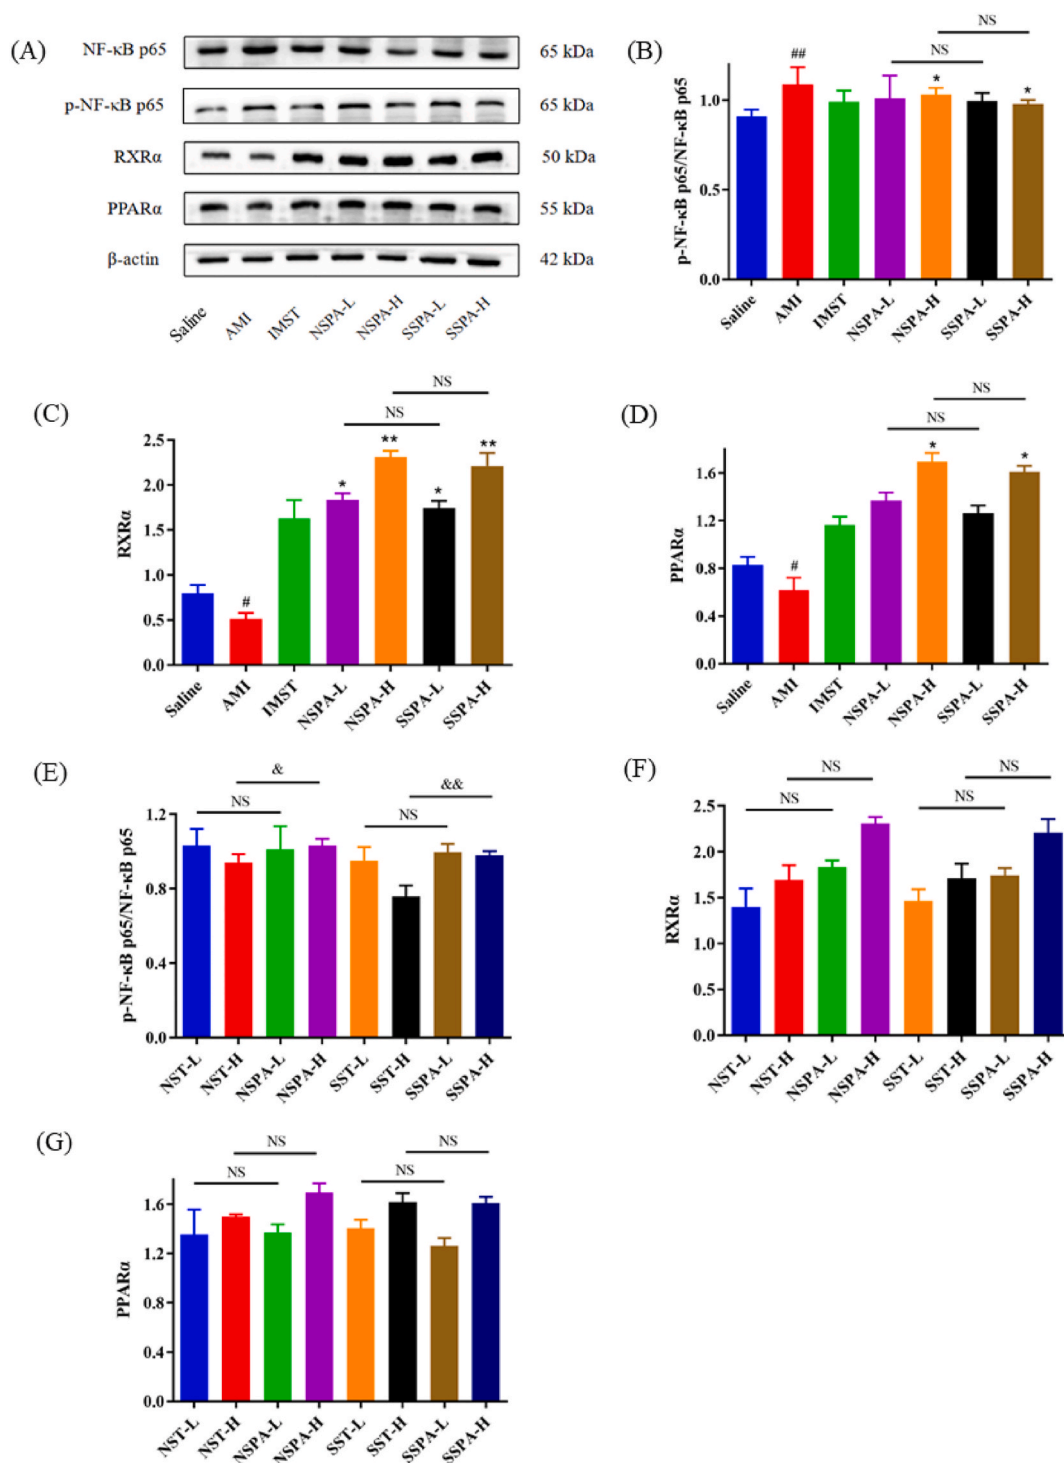 (A)
NF-κB p65
65 kDa
p-NF-κB p65
65 kDa
RXRα
50 kDa
PPARα
55 kDa
β-actin
42 kDa
Saline
AMI
IMST
NSPA-L
NSPA-H
SSPA-L
SSPA-H
(B)
NS
NS
##
*
*
p-NF-κB p65/NF-κB p65
1.0
0.5
0.0
Saline
AMI
IMST
NSPA-L
NSPA-H
SSPA-L
SSPA-H
(C)
NS
NS
**
**
*
*
#
RXRα
2.5
2.0
1.5
1.0
0.5
0.0
Saline
AMI
IMST
NSPA-L
NSPA-H
SSPA-L
SSPA-H
(D)
NS
NS
*
*
#
PPARα
1.6
1.2
0.8
0.4
0.0
Saline
AMI
IMST
NSPA-L
NSPA-H
SSPA-L
SSPA-H
(E)
&
&&
NS
NS
p-NF-κB p65/NF-κB p65
1.2
0.8
0.4
0.0
NST-L
NST-H
NSPA-L
NSPA-H
SST-L
SST-H
SSPA-L
SSPA-H
(F)
NS
NS
NS
NS
RXRα
2.5
2.0
1.5
1.0
0.5
0.0
NST-L
NST-H
NSPA-L
NSPA-H
SST-L
SST-H
SSPA-L
SSPA-H
(G)
NS
NS
NS
NS
PPARα
1.6
1.2
0.8
0.4
0.0
NST-L
NST-H
NSPA-L
NSPA-H
SST-L
SST-H
SSPA-L
SSPA-H